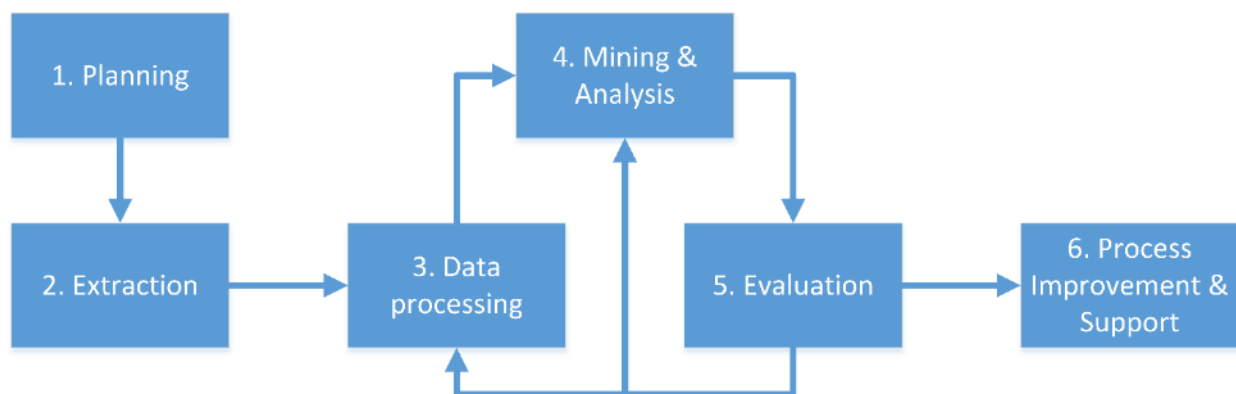 1. Planning
2. Extraction
3. Data
processing
4. Mining &
Analysis
5. Evaluation
6. Process
Improvement &
Support